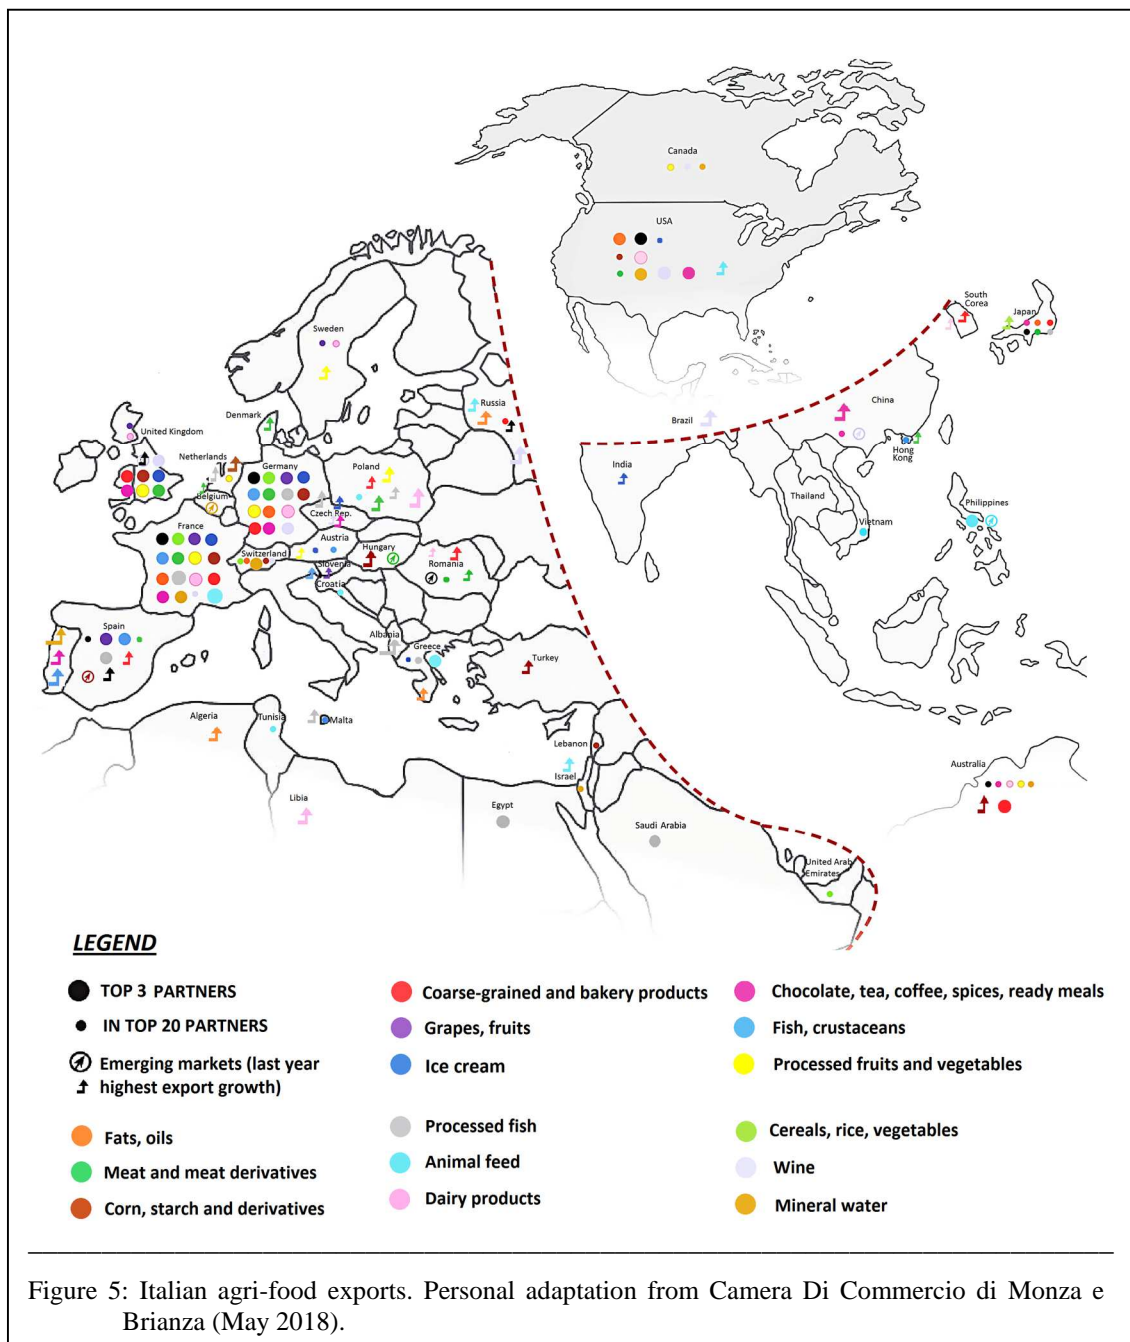 Canada
USA
South
Corea
Japan
Sweden
Russia
Denmark
Brazil
China
United Kingdom
Netherlands
Germany
Poland
Hong
Kong
India
Belgium
Thailand
Philippines
Czech Rep.
Vietnam
France
Austria
Switzerland
Hungary
Slovenia
Romania
Croatia
Spain
Albania
Greece
Turkey
Algeria
Tunisia
Malta
Lebanon
Israel
Australia
Libia
Egypt
Saudi Arabia
United Arab
Emirates
LEGEND
TOP 3 PARTNERS
IN TOP 20 PARTNERS
Emerging markets (last year
highest export growth)
Fats, oils
Meat and meat derivatives
Corn, starch and derivatives
Coarse-grained and bakery products
Grapes, fruits
Ice cream
Processed fish
Animal feed
Dairy products
Chocolate, tea, coffee, spices, ready meals
Fish, crustaceans
Processed fruits and vegetables
Cereals, rice, vegetables
Wine
Mineral water
Figure 5: Italian agri-food exports. Personal adaptation from Camera Di Commercio di Monza e
Brianza (May 2018).